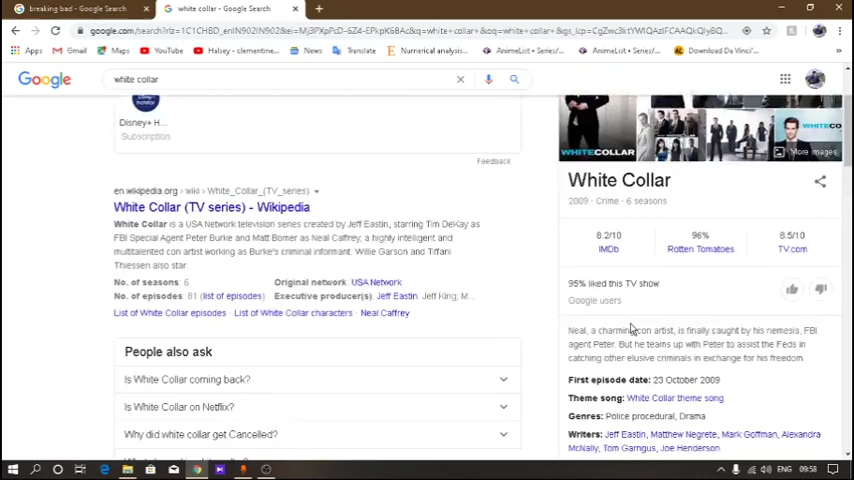 breaking bad - Google Search
white collar - Google Search
Apps
Gmail
Maps
YouTube
Halsey - clementine...
News
Translate
Numerical analysis...
AnimeList • Series/...
AnimeList • Series/...
Download Da Vinci'...
Google
white collar
Disney+ H...
Subscription
Feedback
en.wikipedia.org › wiki › White_Collar_(TV_series)
White Collar (TV series) - Wikipedia
White Collar is a USA Network television series created by Jeff Eastin, starring Tim DeKay as
FBI Special Agent Peter Burke and Matt Bomer as Neal Caffrey, a highly intelligent and
multitalented con artist working as Burke's criminal informant. Willie Garson and Tiffani
Thiessen also star.
No. of seasons: 6 Original network: USA Network
No. of episodes: 81 (list of episodes) Executive producer(s): Jeff Eastin; Jeff King; M...
List of White Collar episodes · List of White Collar characters · Neal Caffrey
People also ask
Is White Collar coming back?
Is White Collar on Netflix?
Why did white collar get Cancelled?
WHITECOLLAR
WHITE CO
More images
White Collar
2009 · Crime · 6 seasons
8.2/10 96% 8.5/10
IMDb Rotten Tomatoes TV.com
95% liked this TV show
Google users
Neal, a charming con artist, is finally caught by his nemesis, FBI
agent Peter. But he teams up with Peter to assist the Feds in
catching other elusive criminals in exchange for his freedom.
First episode date: 23 October 2009
Theme song: White Collar theme song
Genres: Police procedural, Drama
Writers: Jeff Eastin, Matthew Negrete, Mark Goffman, Alexandra
McNally, Tom Garrigus, Joe Henderson
ENG 09:58